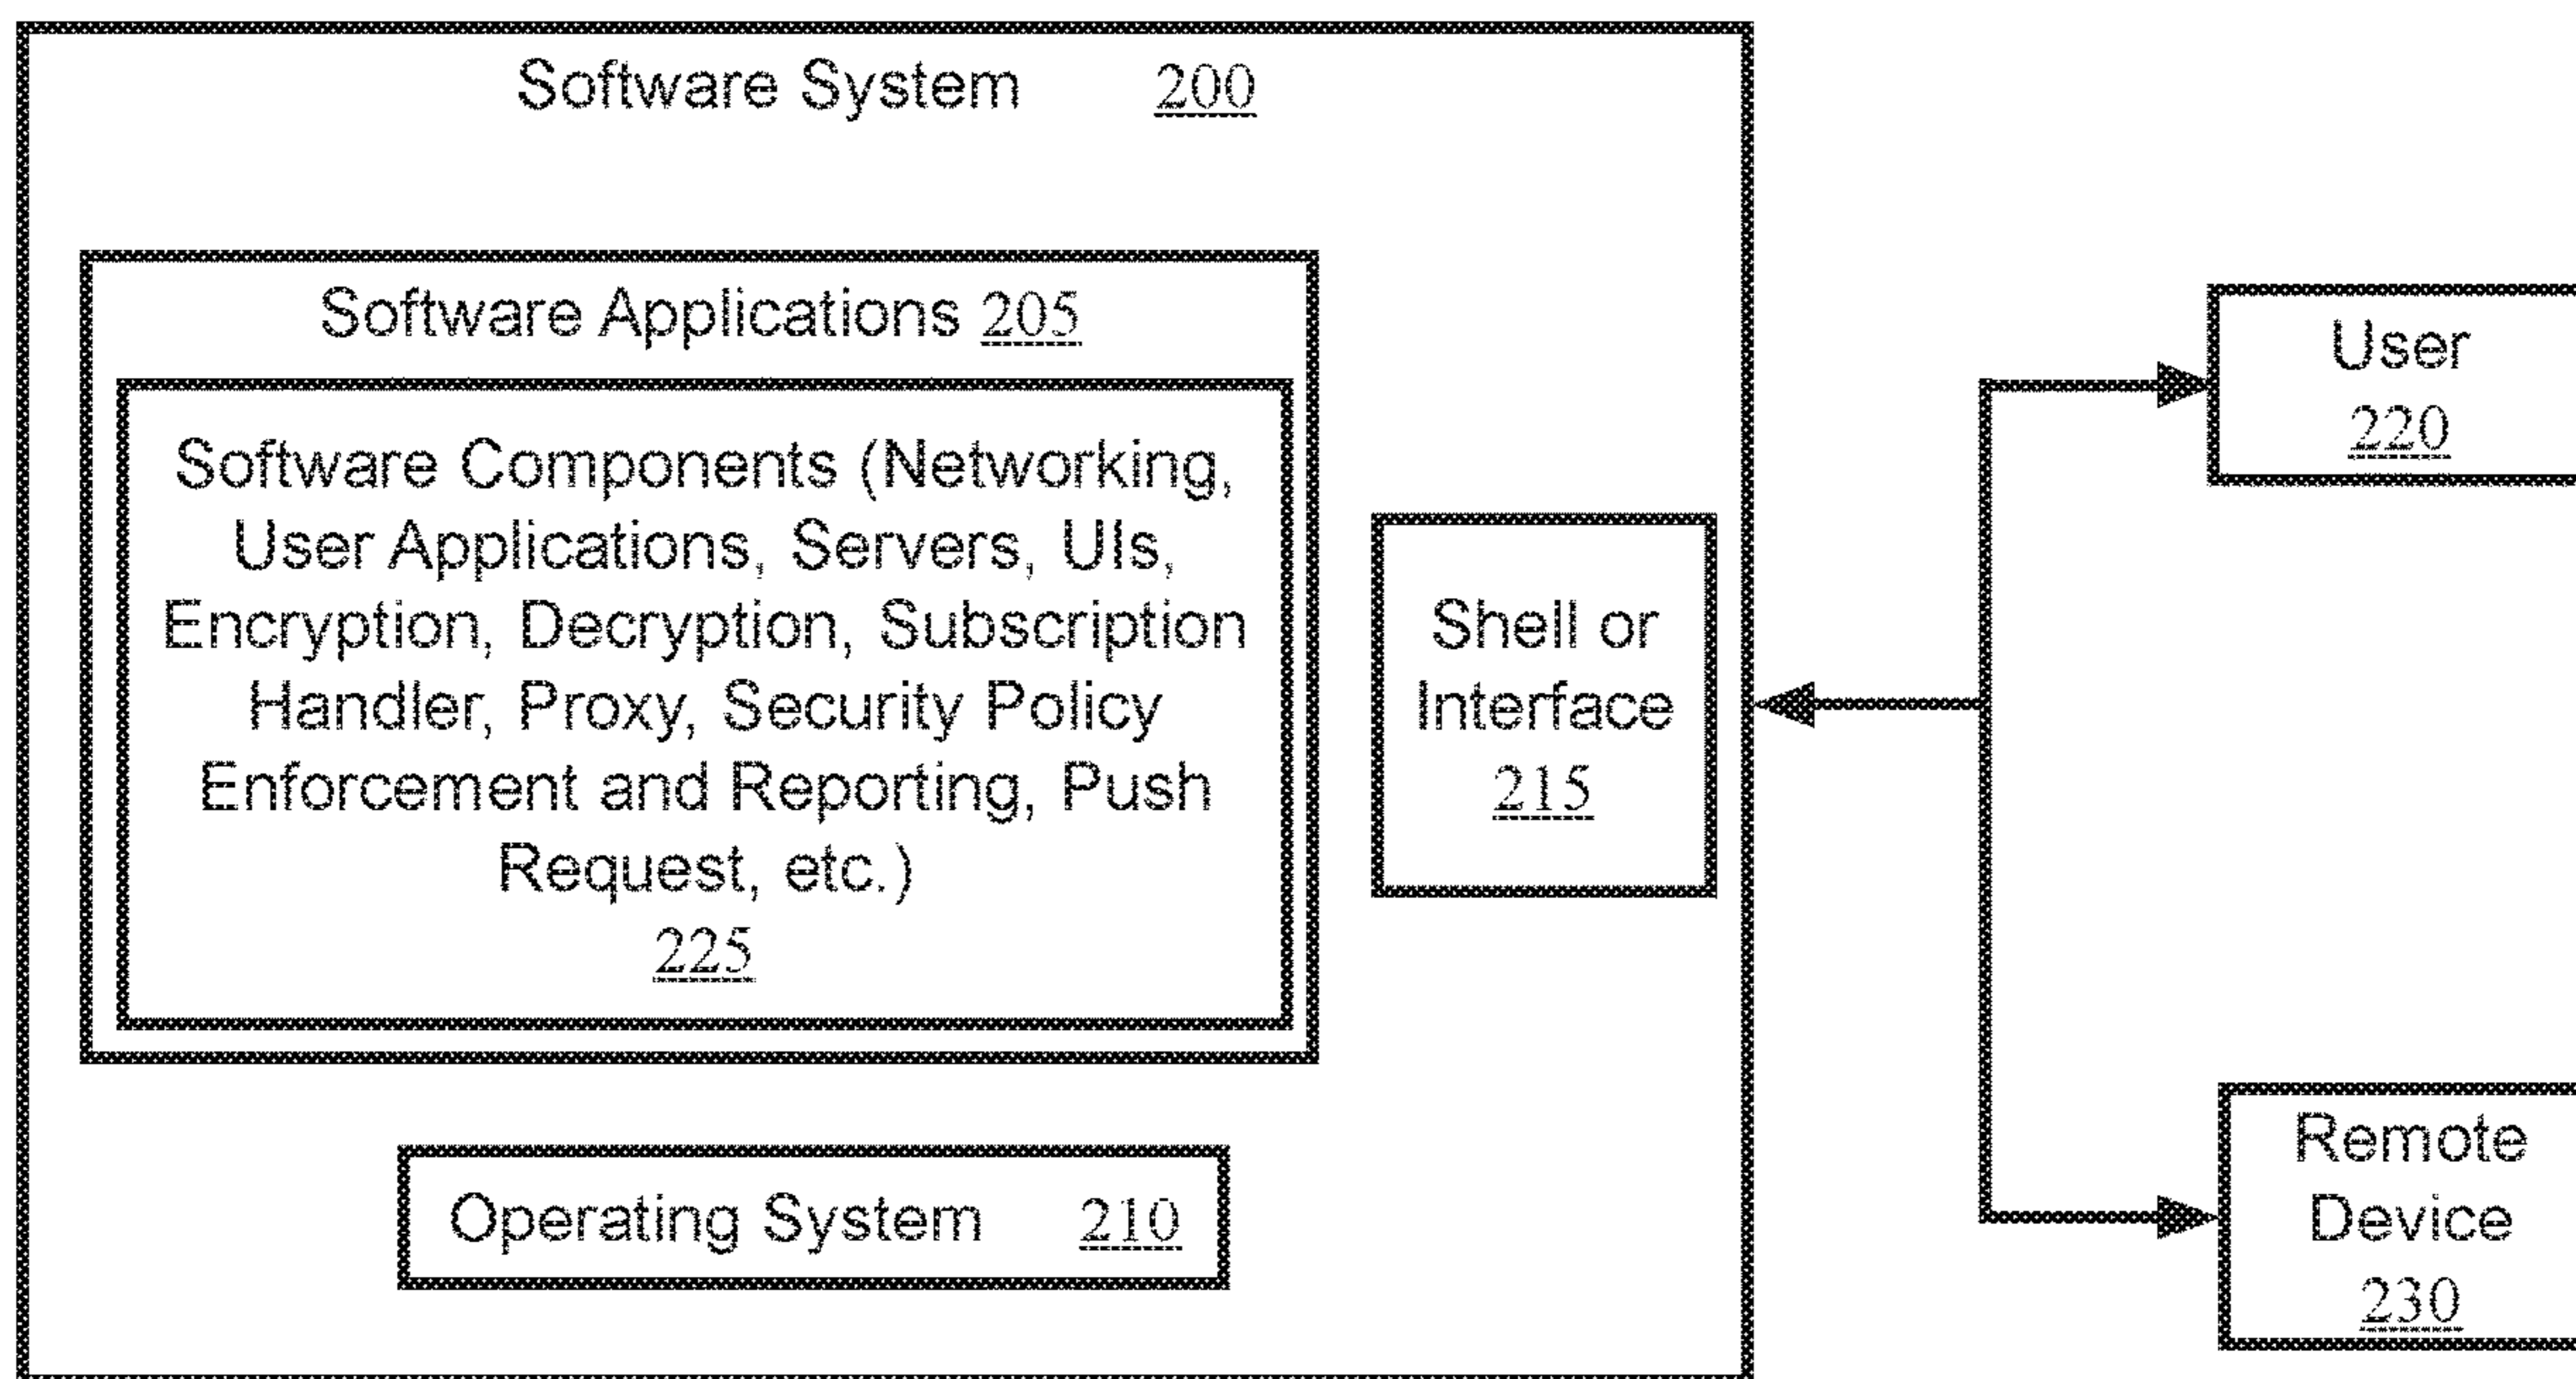 Software System 200
Software Applications 205
Software Components (Networking,
User Applications, Servers, UIs,
Encryption, Decryption, Subscription
Handler, Proxy, Security Policy
Enforcement and Reporting, Push
Request, etc.)
225
Shell or
Interface
215
Operating System 210
User
220
Remote
Device
230